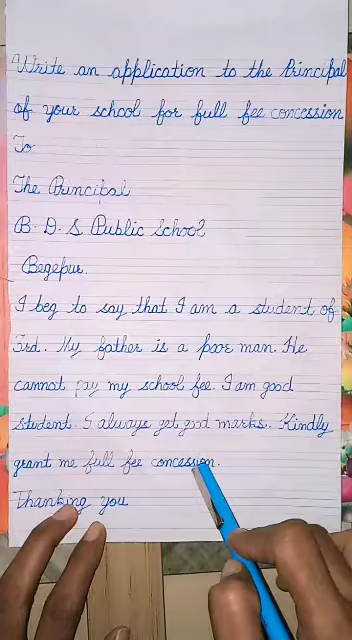 Write an application to the Principal
of your school for full fee concession
To
The Principal
B. D. S. Public School
Begepur.
I beg to say that I am a student of
3rd. My father is a poor man. He
cannot pay my school fee. I am good
student. I always get good marks. Kindly
grant me full fee concession.
Thanking you